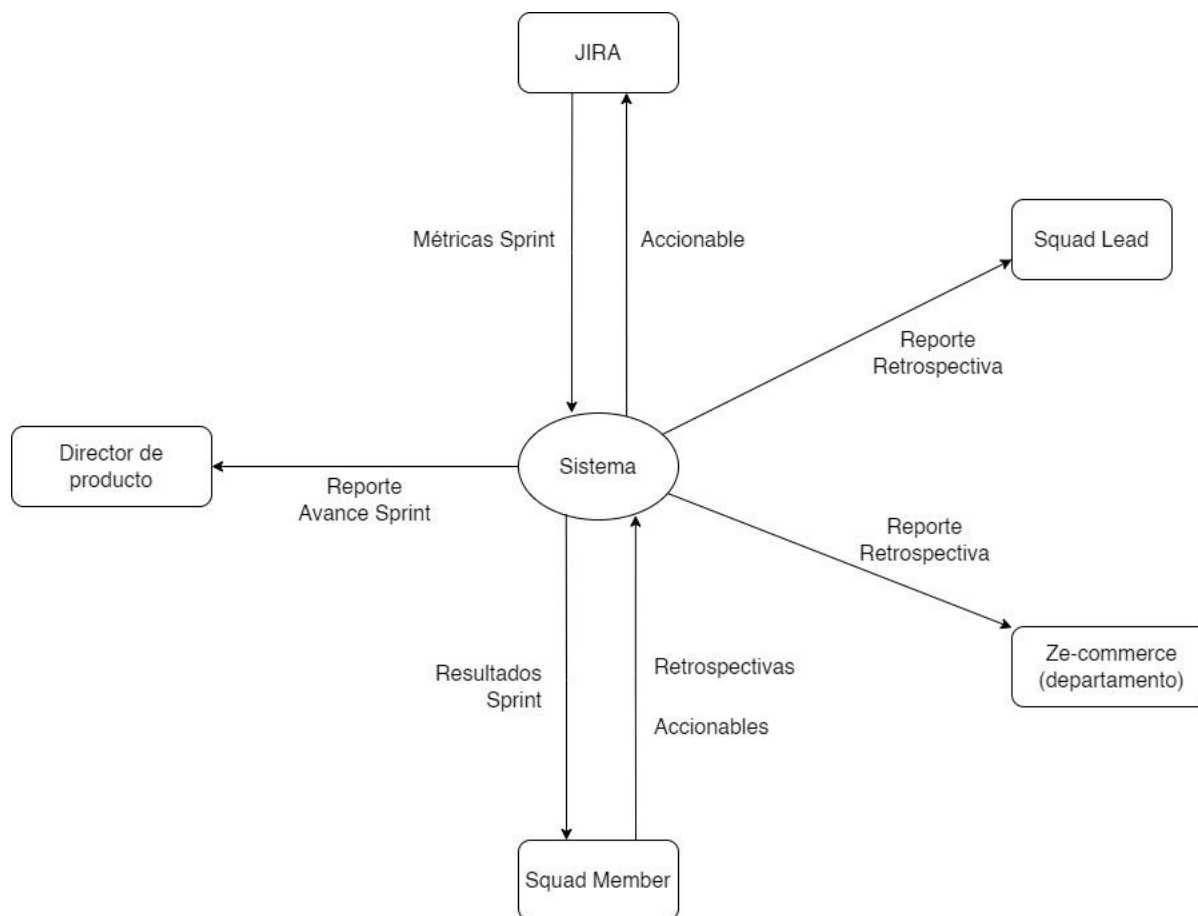 JIRA
Métricas Sprint
Accionable
Squad Lead
Reporte
Retrospectiva
Director de
producto
Sistema
Reporte
Avance Sprint
Reporte
Retrospectiva
Ze-commerce
(departamento)
Resultados
Sprint
Retrospectivas
Accionables
Squad Member